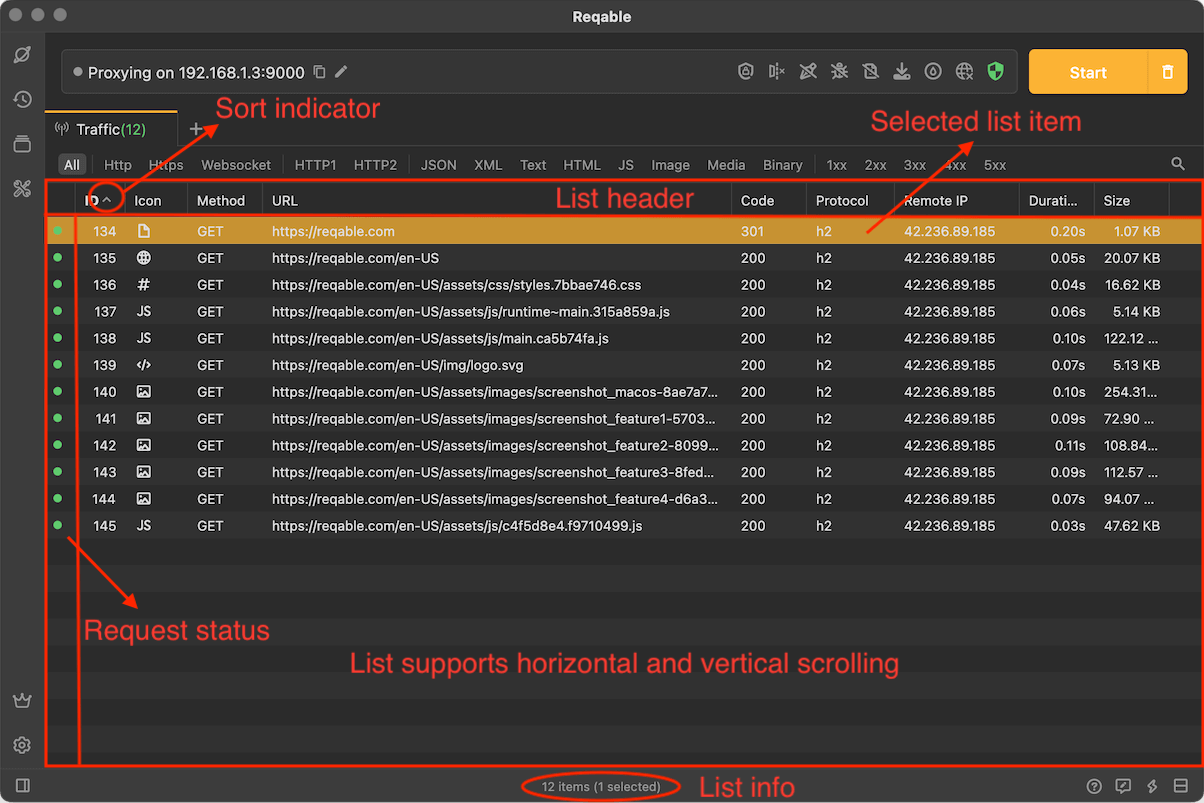 Reqable
Proxying on 192.168.1.3:9000
Start
Sort indicator
Selected list item
Traffic(12)
+
All Http Https Websocket HTTP1 HTTP2 JSON XML Text HTML JS Image Media Binary 1xx 2xx 3xx 4xx 5xx
List header
ID Icon Method URL Code Protocol Remote IP Durati... Size
134 GET https://reqable.com 301 h2 42.236.89.185 0.20s 1.07 KB
135 GET https://reqable.com/en-US 200 h2 42.236.89.185 0.05s 20.07 KB
136 # GET https://reqable.com/en-US/assets/css/styles.7bbae746.css 200 h2 42.236.89.185 0.04s 16.62 KB
137 JS GET https://reqable.com/en-US/assets/js/runtime~main.315a859a.js 200 h2 42.236.89.185 0.06s 5.14 KB
138 JS GET https://reqable.com/en-US/assets/js/main.ca5b74fa.js 200 h2 42.236.89.185 0.10s 122.12 ...
139 </> GET https://reqable.com/en-US/img/logo.svg 200 h2 42.236.89.185 0.07s 5.13 KB
140 GET https://reqable.com/en-US/assets/images/screenshot_macos-8ae7a7... 200 h2 42.236.89.185 0.10s 254.31...
141 GET https://reqable.com/en-US/assets/images/screenshot_feature1-5703... 200 h2 42.236.89.185 0.09s 72.90 ...
142 GET https://reqable.com/en-US/assets/images/screenshot_feature2-8099... 200 h2 42.236.89.185 0.11s 108.84...
143 GET https://reqable.com/en-US/assets/images/screenshot_feature3-8fed... 200 h2 42.236.89.185 0.09s 112.57 ...
144 GET https://reqable.com/en-US/assets/images/screenshot_feature4-d6a3... 200 h2 42.236.89.185 0.07s 94.07 ...
145 JS GET https://reqable.com/en-US/assets/js/c4f5d8e4.f9710499.js 200 h2 42.236.89.185 0.03s 47.62 KB
Request status
List supports horizontal and vertical scrolling
12 items (1 selected)
List info